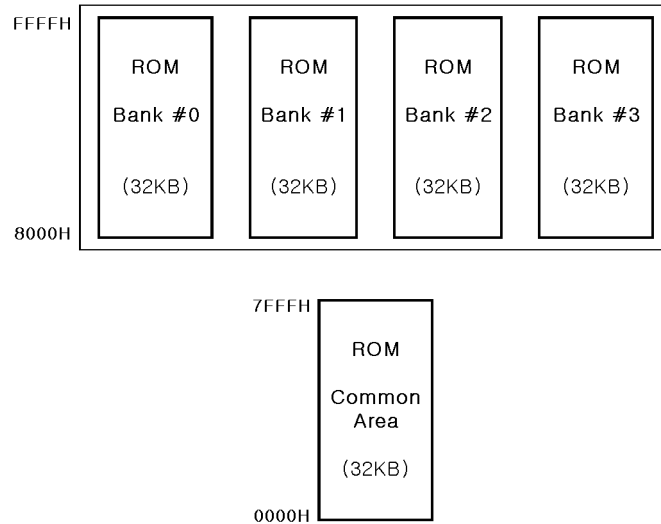 FFFFH
ROM
Bank #0
(32KB)
ROM
Bank #1
(32KB)
ROM
Bank #2
(32KB)
ROM
Bank #3
(32KB)
8000H
7FFFH
ROM
Common
Area
(32KB)
0000H